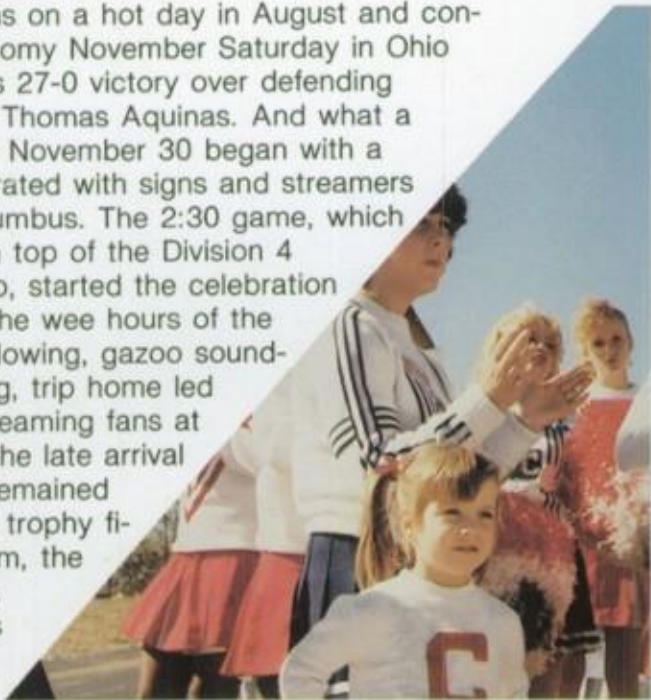 s on a hot day in August and con-
omy November Saturday in Ohio
s 27-0 victory over defending
Thomas Aquinas. And what a
November 30 began with a
rated with signs and streamers
umbus. The 2:30 game, which
top of the Division 4
o, started the celebration
he wee hours of the
lowing, gazoo sound-
g, trip home led
eaming fans at
he late arrival
emained
trophy fi-
m, the
s
C
C